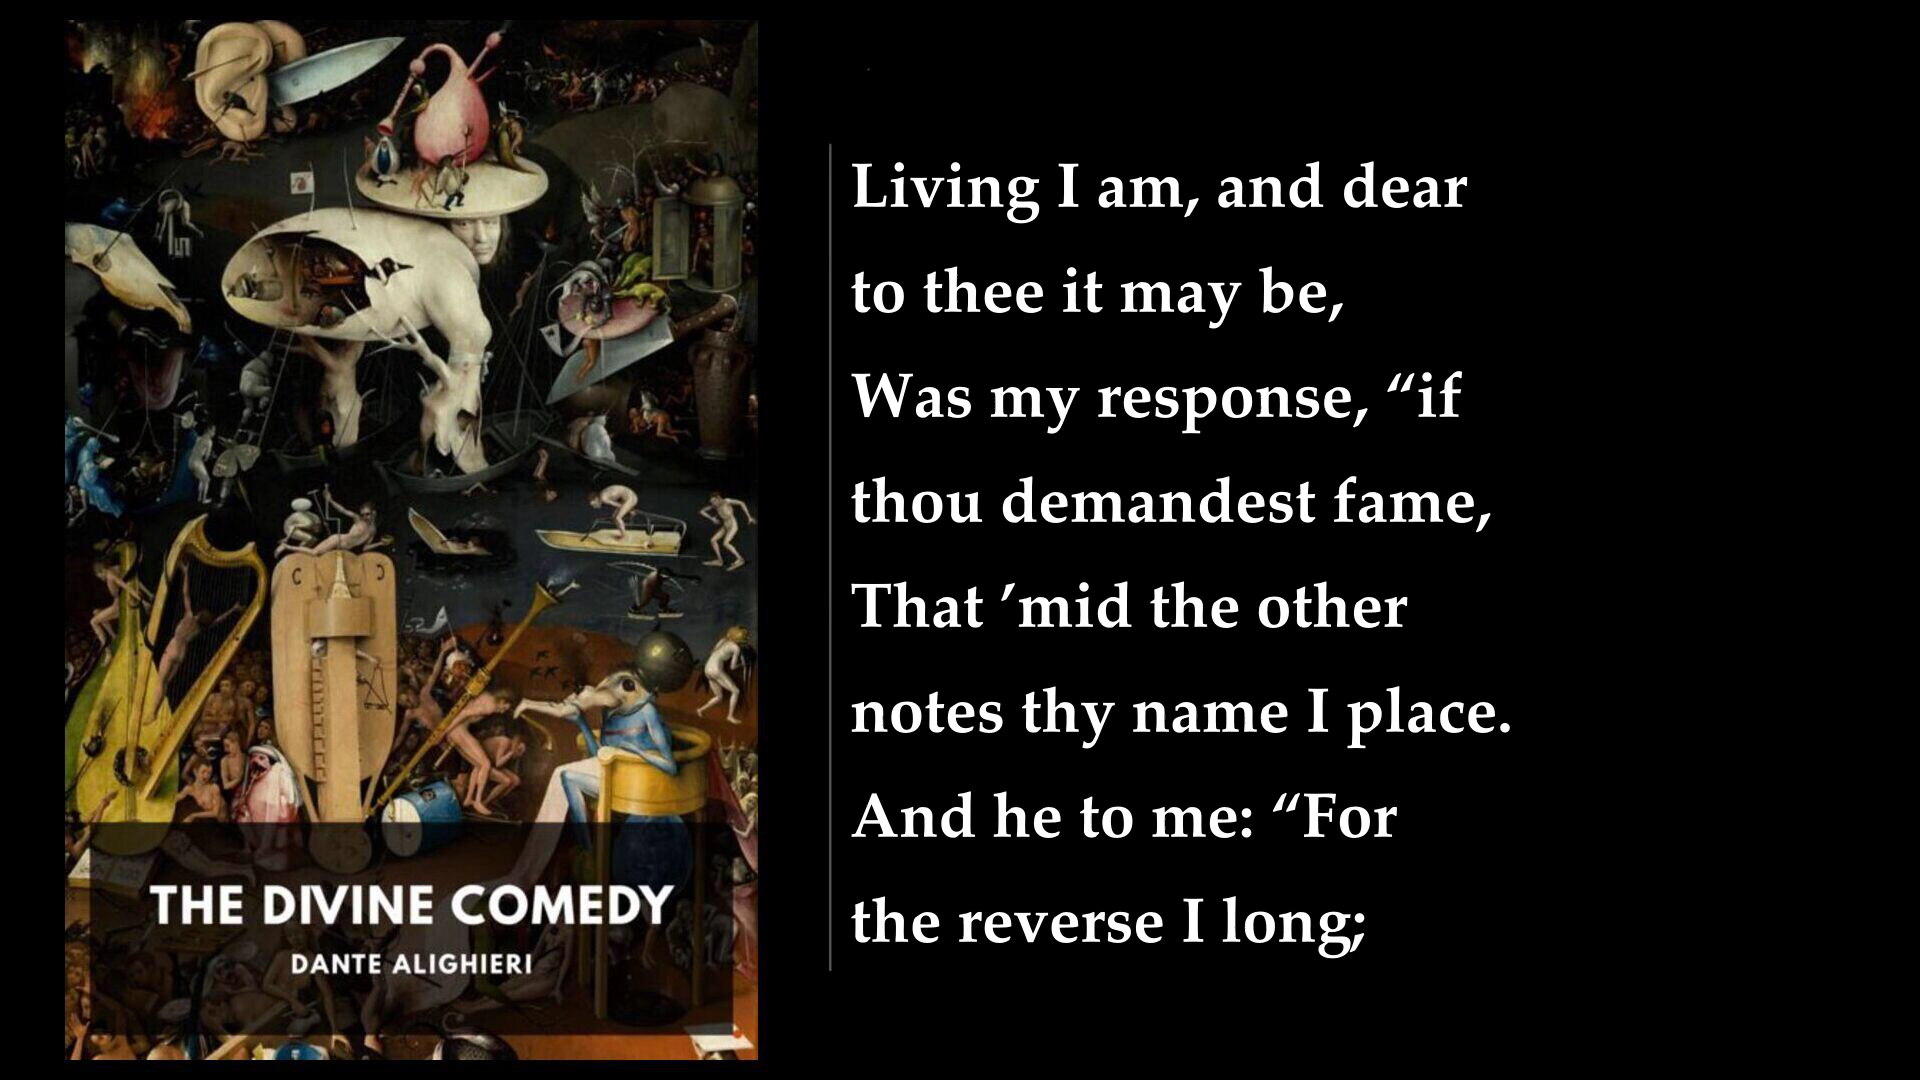 THE DIVINE COMEDY
DANTE ALIGHIERI
Living I am, and dear
to thee it may be,
Was my response, “if
thou demandest fame,
That ’mid the other
notes thy name I place.
And he to me: “For
the reverse I long;